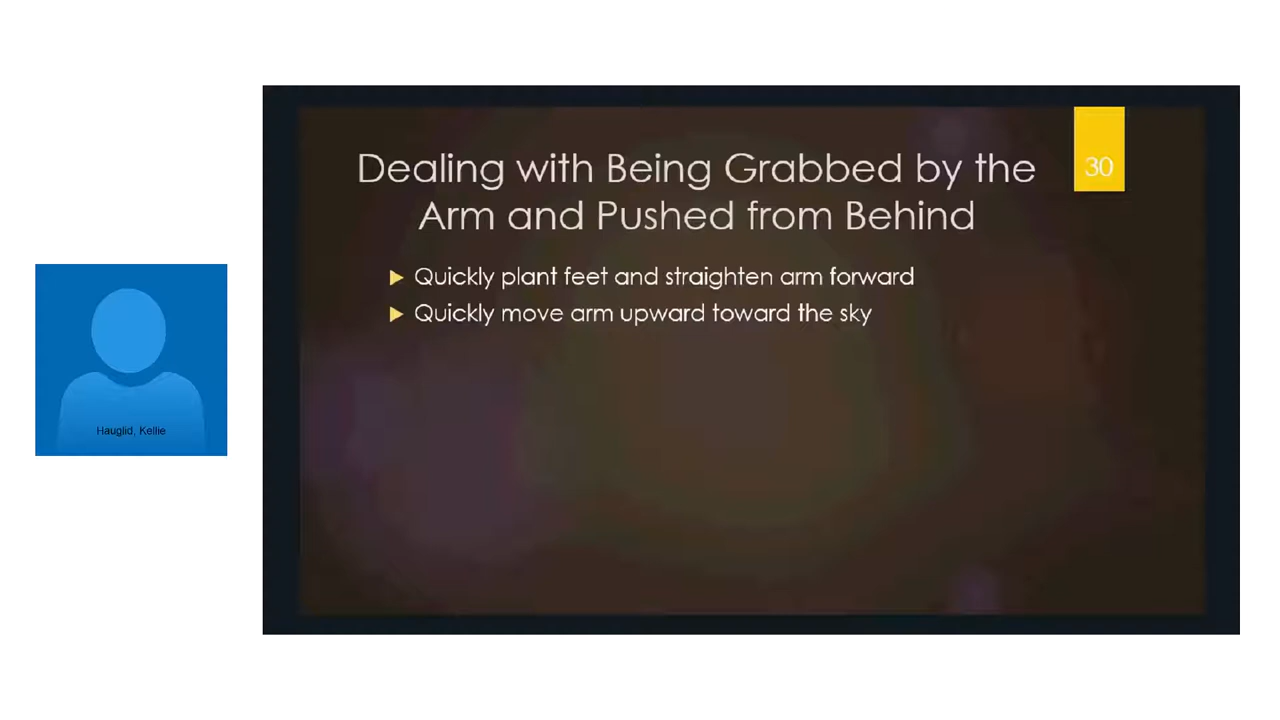 Dealing with Being Grabbed by the
Arm and Pushed from Behind
30
Quickly plant feet and straighten arm forward
Quickly move arm upward toward the sky
Hauglid, Kellie